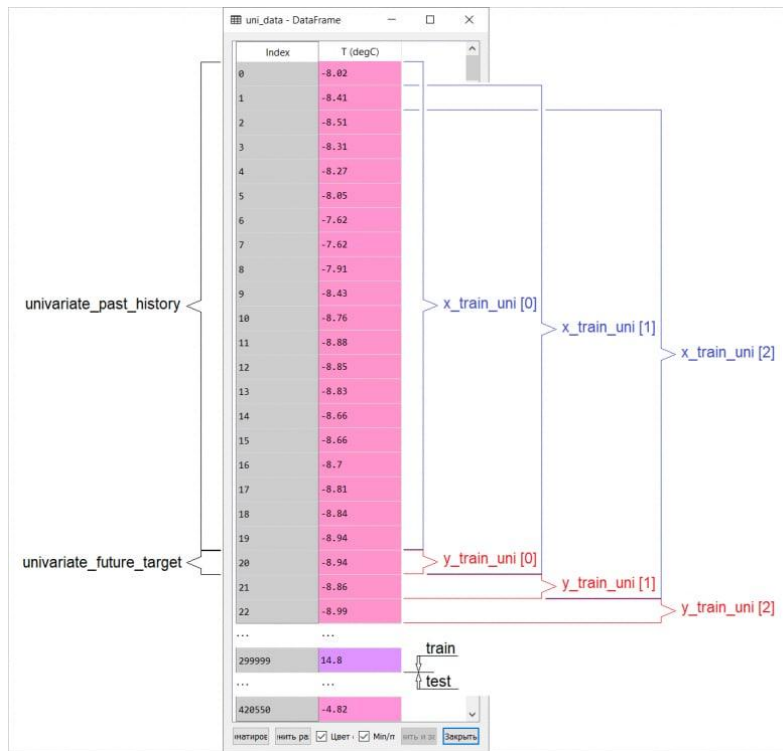 uni_data - DataFrame
Index T (degC)
0 -8.02
1 -8.41
2 -8.51
3 -8.31
4 -8.27
5 -8.05
6 -7.62
7 -7.62
8 -7.91
univariate_past_history 9 -8.43 x_train_uni [0]
10 -8.76 x_train_uni [1]
11 -8.88
12 -8.85 x_train_uni [2]
13 -8.83
14 -8.66
15 -8.66
16 -8.7
17 -8.81
18 -8.84
19 -8.94
univariate_future_target 20 -8.94 y_train_uni [0]
21 -8.86 y_train_uni [1]
22 -8.99 y_train_uni [2]
... ...
train
299999 14.8
... ... test
420550 -4.82
нить ра: Цвет Min/г Закрыть